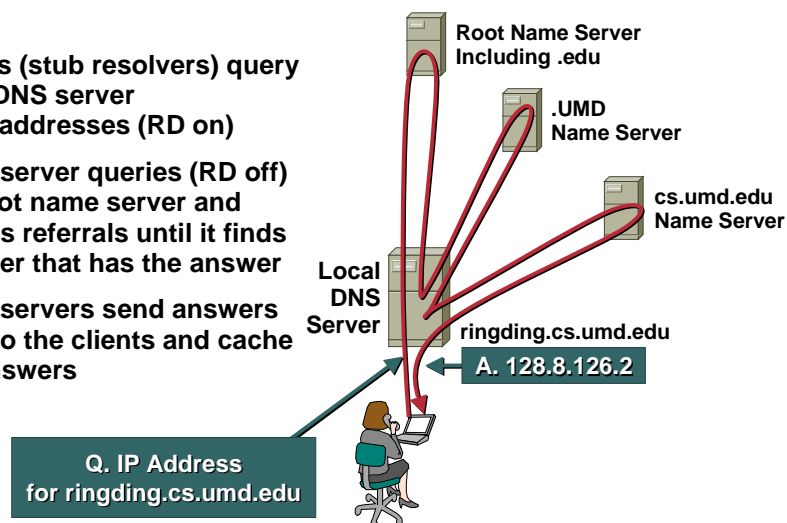 s (stub resolvers) query
DNS server
addresses (RD on)
server queries (RD off)
ot name server and
s referrals until it finds
er that has the answer
servers send answers
o the clients and cache
swers
Root Name Server
Including .edu
.UMD
Name Server
cs.umd.edu
Name Server
Local
DNS
Server
ringding.cs.umd.edu
A. 128.8.126.2
Q. IP Address
for ringding.cs.umd.edu